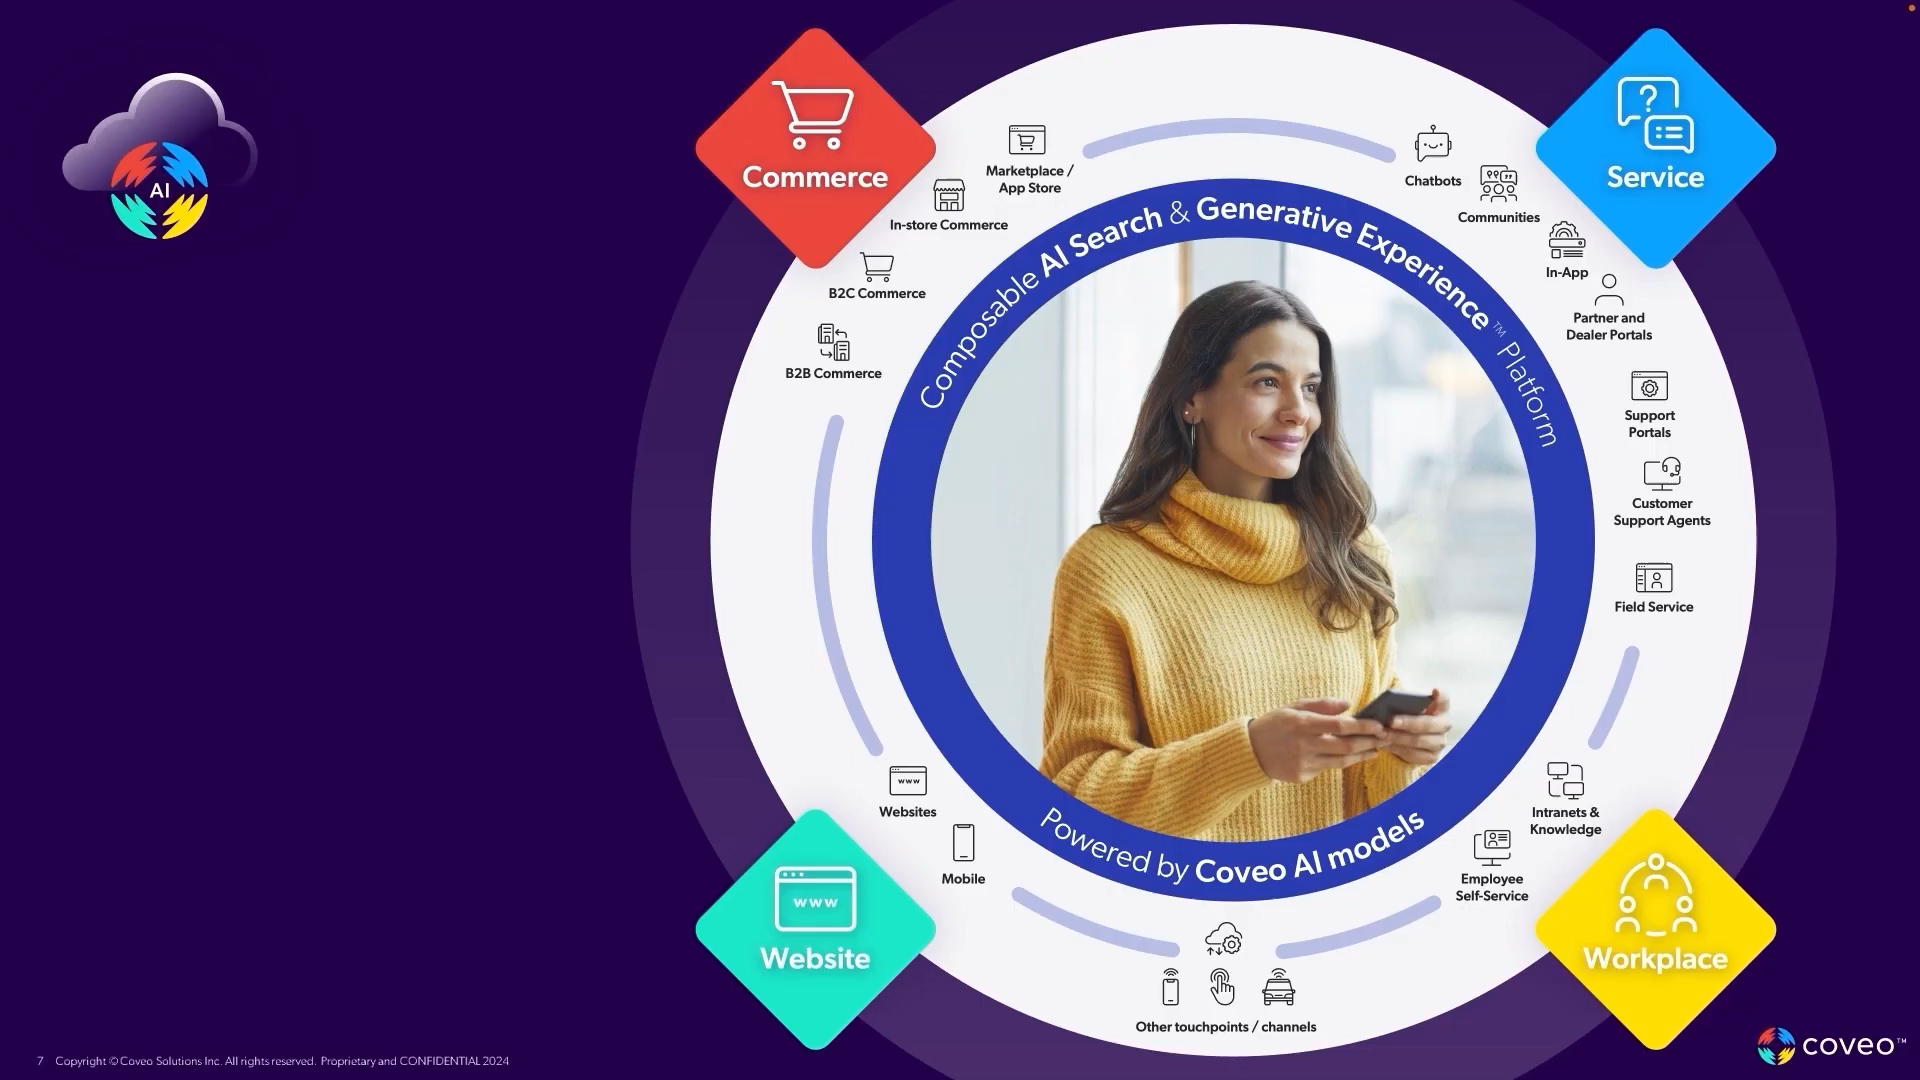 AI
Commerce
Marketplace /
App Store
In-store Commerce
B2C Commerce
B2B Commerce
Service
Chatbots
Communities
In-App
Partner and
Dealer Portals
Support
Portals
Customer
Support Agents
Field Service
Composable AI Search & Generative Experience™ Platform
Powered by Coveo AI models
www
Websites
Mobile
www
Website
Intranets &
Knowledge
Employee
Self-Service
Workplace
Other touchpoints / channels
7 Copyright © Coveo Solutions Inc. All rights reserved. Proprietary and CONFIDENTIAL 2024
coveo™